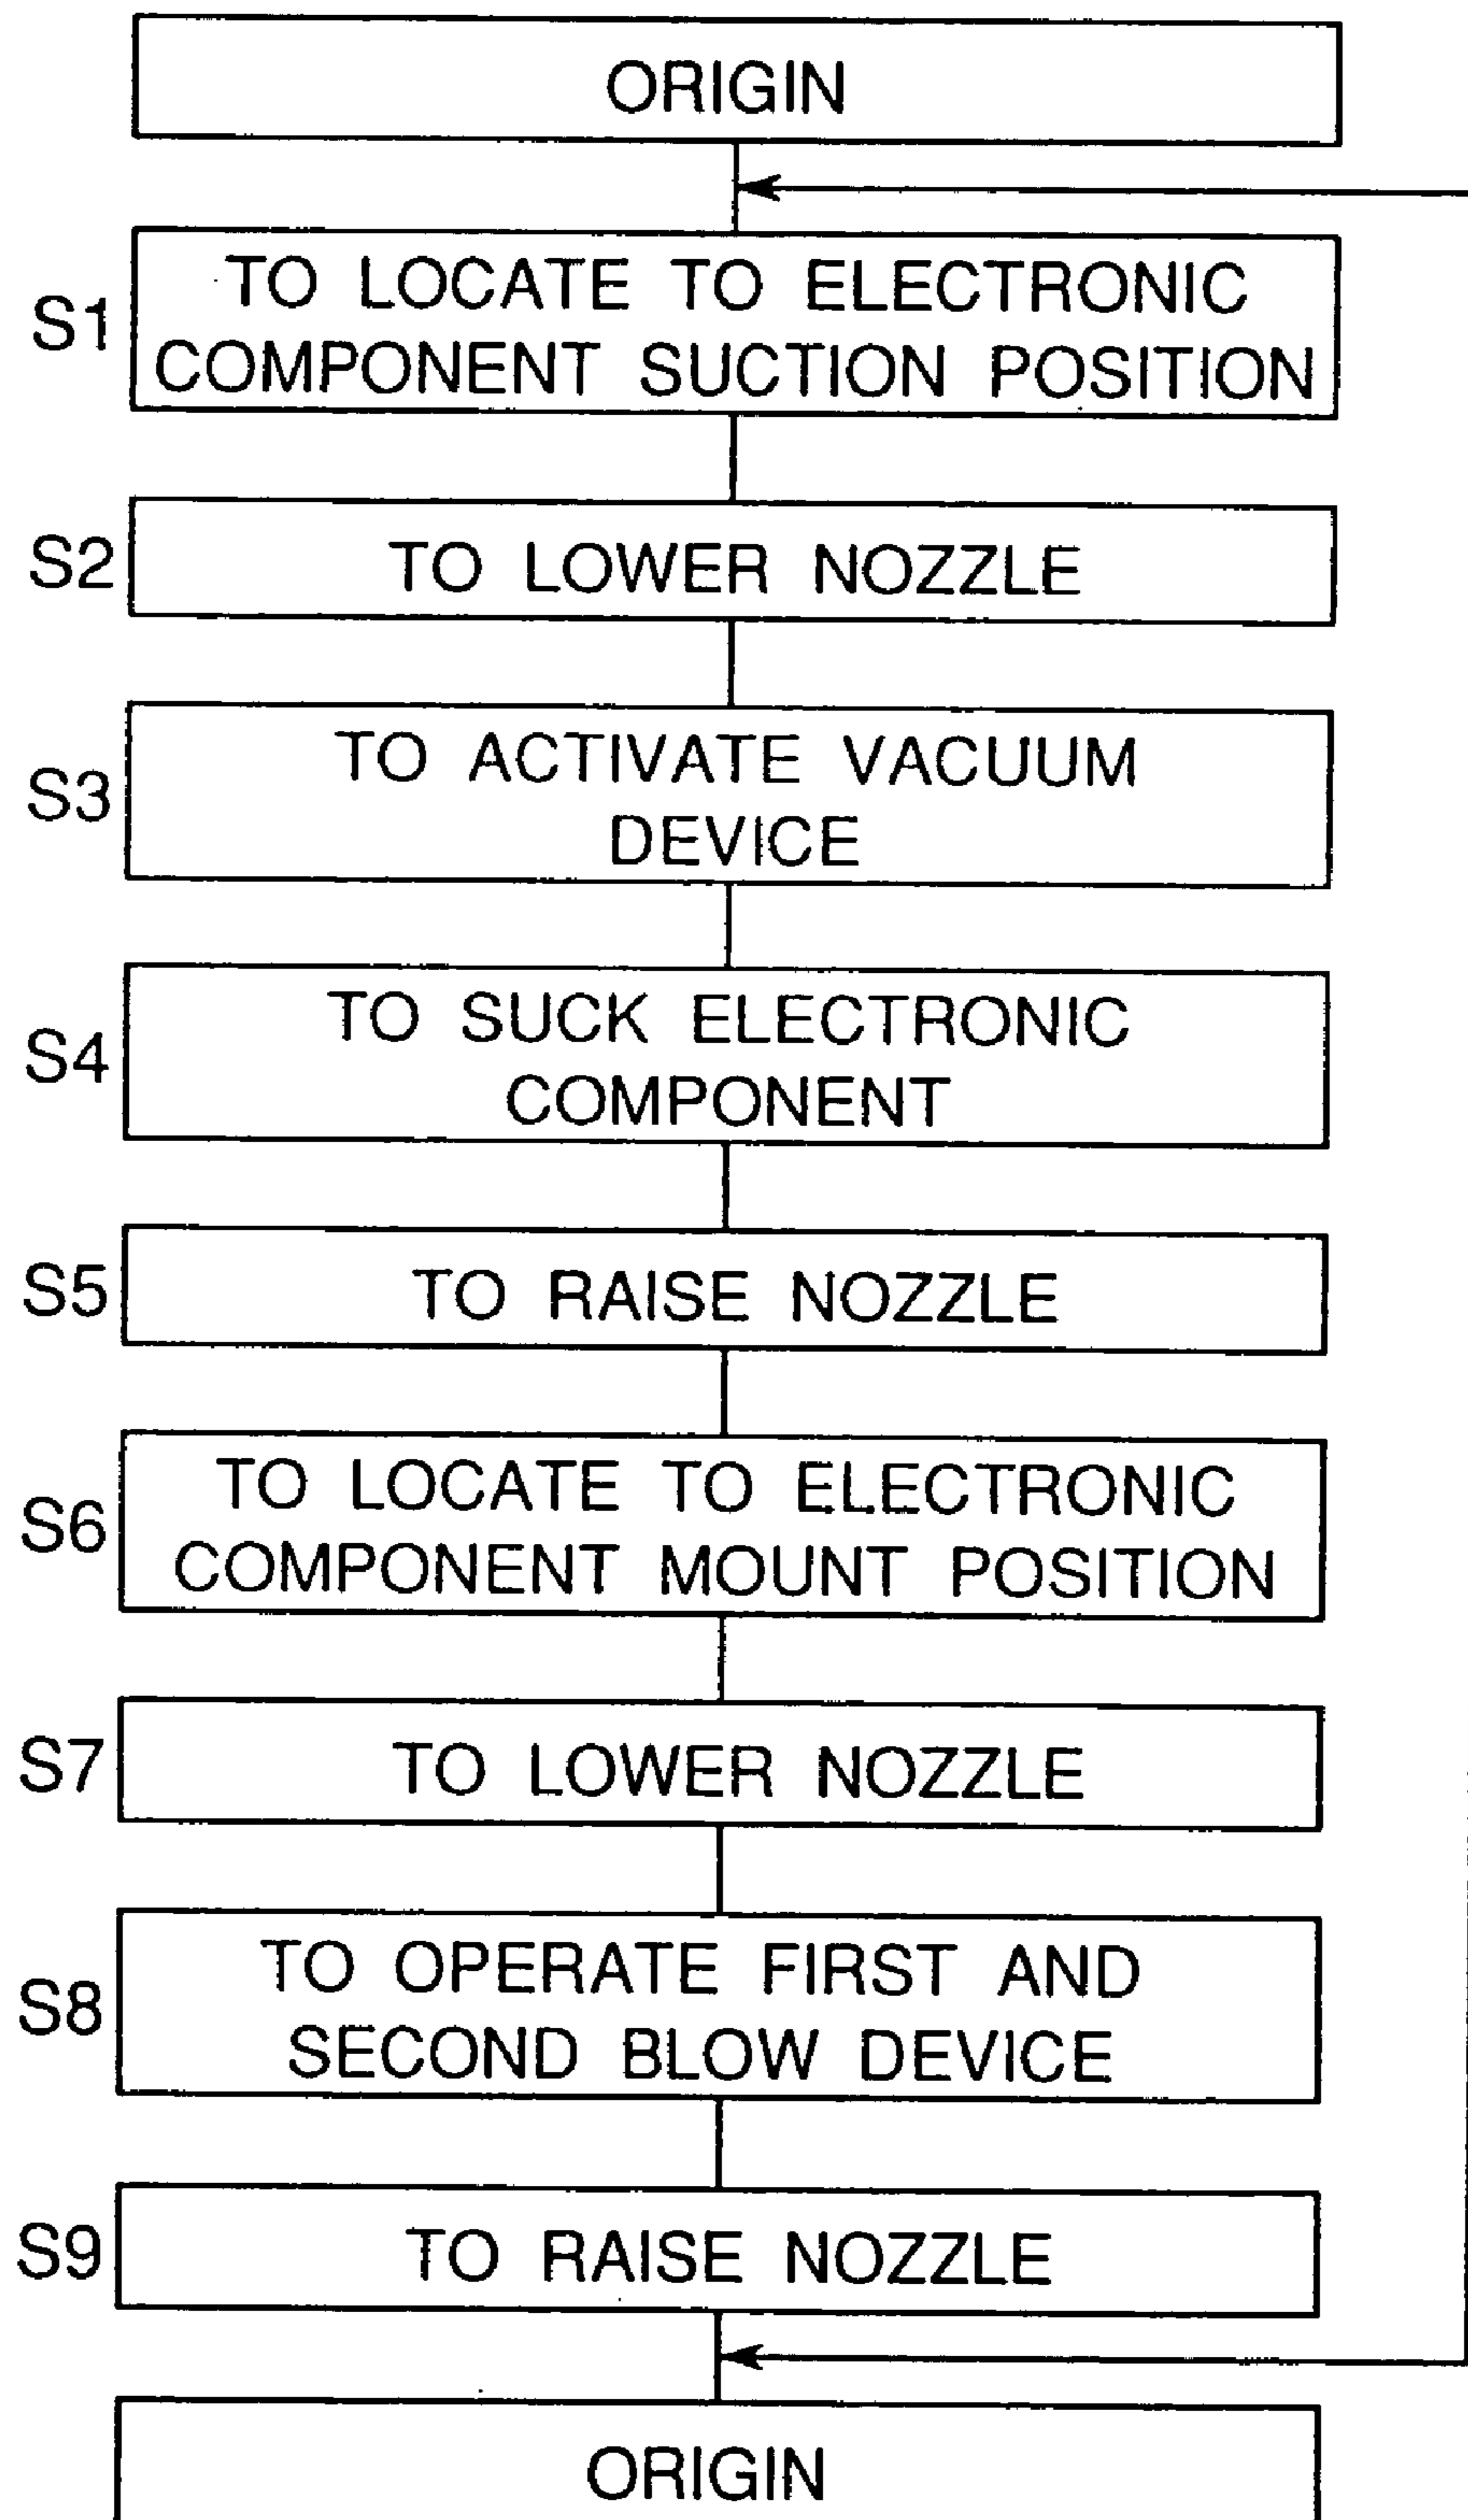 ORIGIN
S1
TO LOCATE TO ELECTRONIC
COMPONENT SUCTION POSITION
S2
TO LOWER NOZZLE
S3
TO ACTIVATE VACUUM
DEVICE
S4
TO SUCK ELECTRONIC
COMPONENT
S5
TO RAISE NOZZLE
S6
TO LOCATE TO ELECTRONIC
COMPONENT MOUNT POSITION
S7
TO LOWER NOZZLE
S8
TO OPERATE FIRST AND
SECOND BLOW DEVICE
S9
TO RAISE NOZZLE
ORIGIN